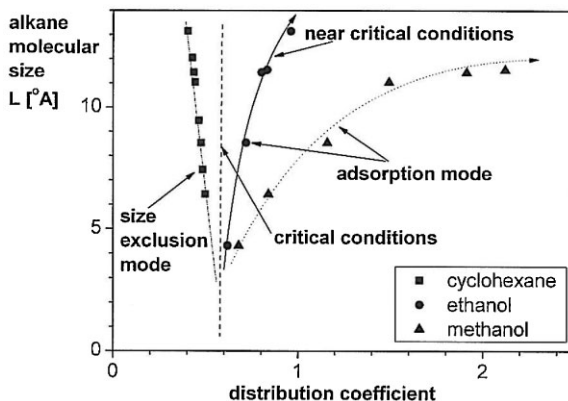 alkane
molecular
size
L [°A]
near critical conditions
10
adsorption mode
size
exclusion
mode
critical conditions
5
cyclohexane
ethanol
methanol
0
0
1
2
distribution coefficient